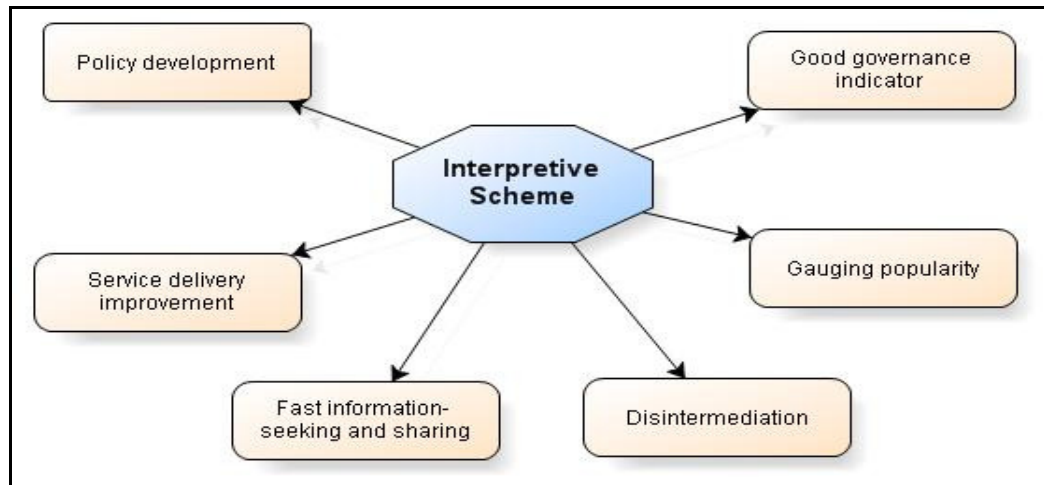 Policy development
Good governance
indicator
Interpretive
Scheme
Service delivery
improvement
Gauging popularity
Fast information-
seeking and sharing
Disintermediation